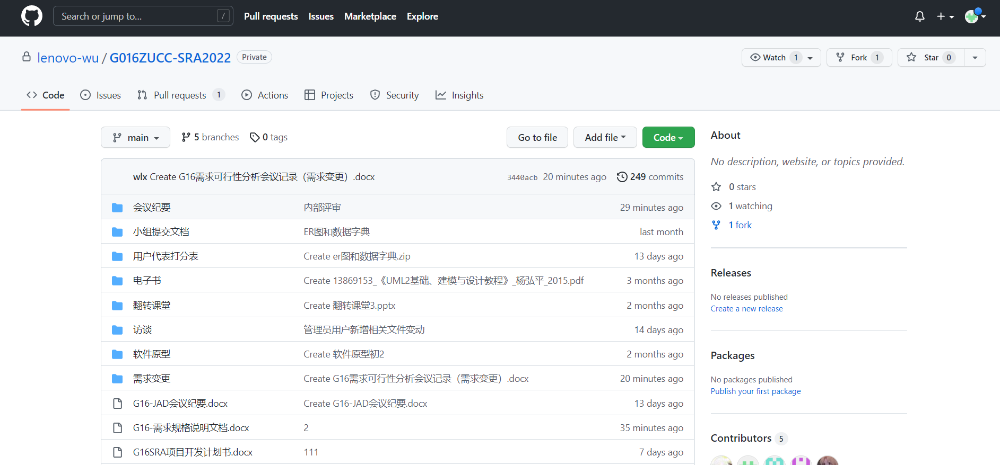 Search or jump to... /
Pull requests Issues Marketplace Explore
lenovo-wu / G016ZUCC-SRA2022 Private
Watch 1 Fork 1 Star 0
Code Issues Pull requests 1 Actions Projects Security Insights
main 5 branches 0 tags Go to file Add file Code
wlx Create G16需求可行性分析会议记录（需求变更）.docx 3440acb 20 minutes ago 249 commits
会议纪要 内部评审 29 minutes ago
小组提交文档 ER图和数据字典 last month
用户代表打分表 Create er图和数据字典.zip 13 days ago
电子书 Create 13869153_《UML2基础、建模与设计教程》_杨弘平_2015.pdf 3 months ago
翻转课堂 Create 翻转课堂3.pptx 2 months ago
访谈 管理员用户新增相关文件变动 14 days ago
软件原型 Create 软件原型初2 2 months ago
需求变更 Create G16需求可行性分析会议记录（需求变更）.docx 20 minutes ago
G16-JAD会议纪要.docx Create G16-JAD会议纪要.docx 13 days ago
G16-需求规格说明文档.docx 2 35 minutes ago
G16SRA项目开发计划书.docx 111 7 days ago
About
No description, website, or topics provided.
0 stars
1 watching
1 fork
Releases
No releases published
Create a new release
Packages
No packages published
Publish your first package
Contributors 5